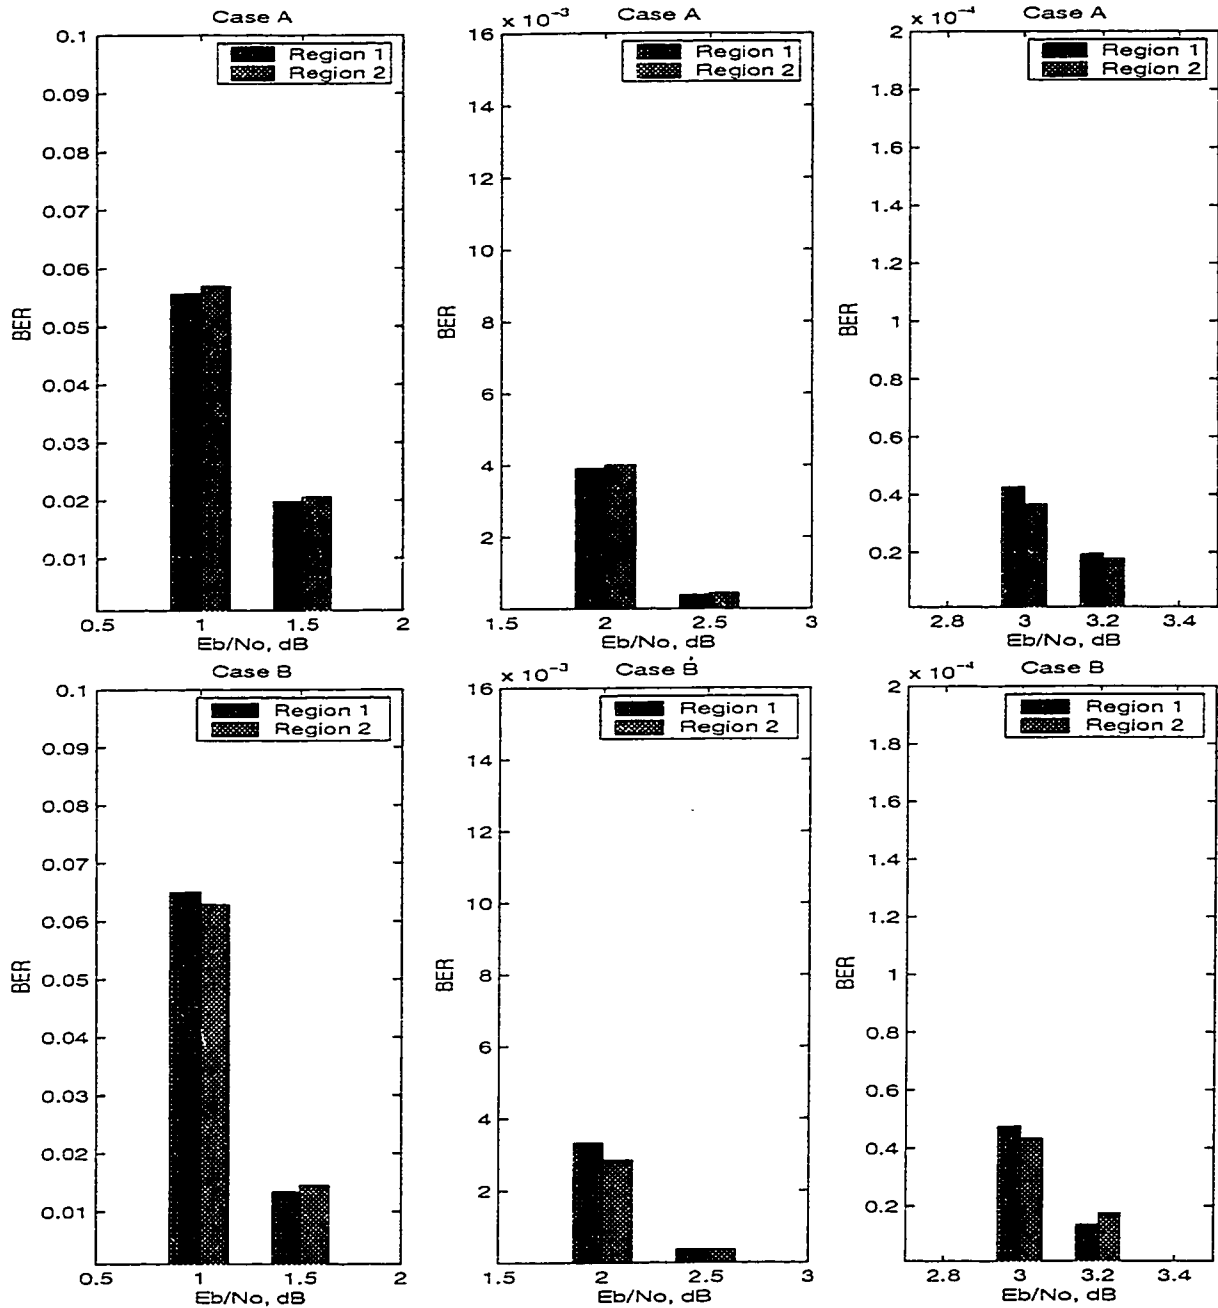 Case A
0.1
0.09
0.08
0.07
0.06
0.05
0.04
0.03
0.02
0.01
BER
Region 1
Region 2
0.5
1
1.5
2
Eb/No, dB
Case A
x 10^-3
16
14
12
10
8
6
4
2
BER
Region 1
Region 2
1.5
2
2.5
3
Eb/No, dB
Case A
x 10^-4
2
1.8
1.6
1.4
1.2
1
0.8
0.6
0.4
0.2
BER
Region 1
Region 2
2.8
3
3.2
3.4
Eb/No, dB
Case B
0.1
0.09
0.08
0.07
0.06
0.05
0.04
0.03
0.02
0.01
BER
Region 1
Region 2
0.5
1
1.5
2
Eb/No, dB
Case B
x 10^-3
16
14
12
10
8
6
4
2
BER
Region 1
Region 2
1.5
2
2.5
3
Eb/No, dB
Case B
x 10^-4
2
1.8
1.6
1.4
1.2
1
0.8
0.6
0.4
0.2
BER
Region 1
Region 2
2.8
3
3.2
3.4
Eb/No, dB